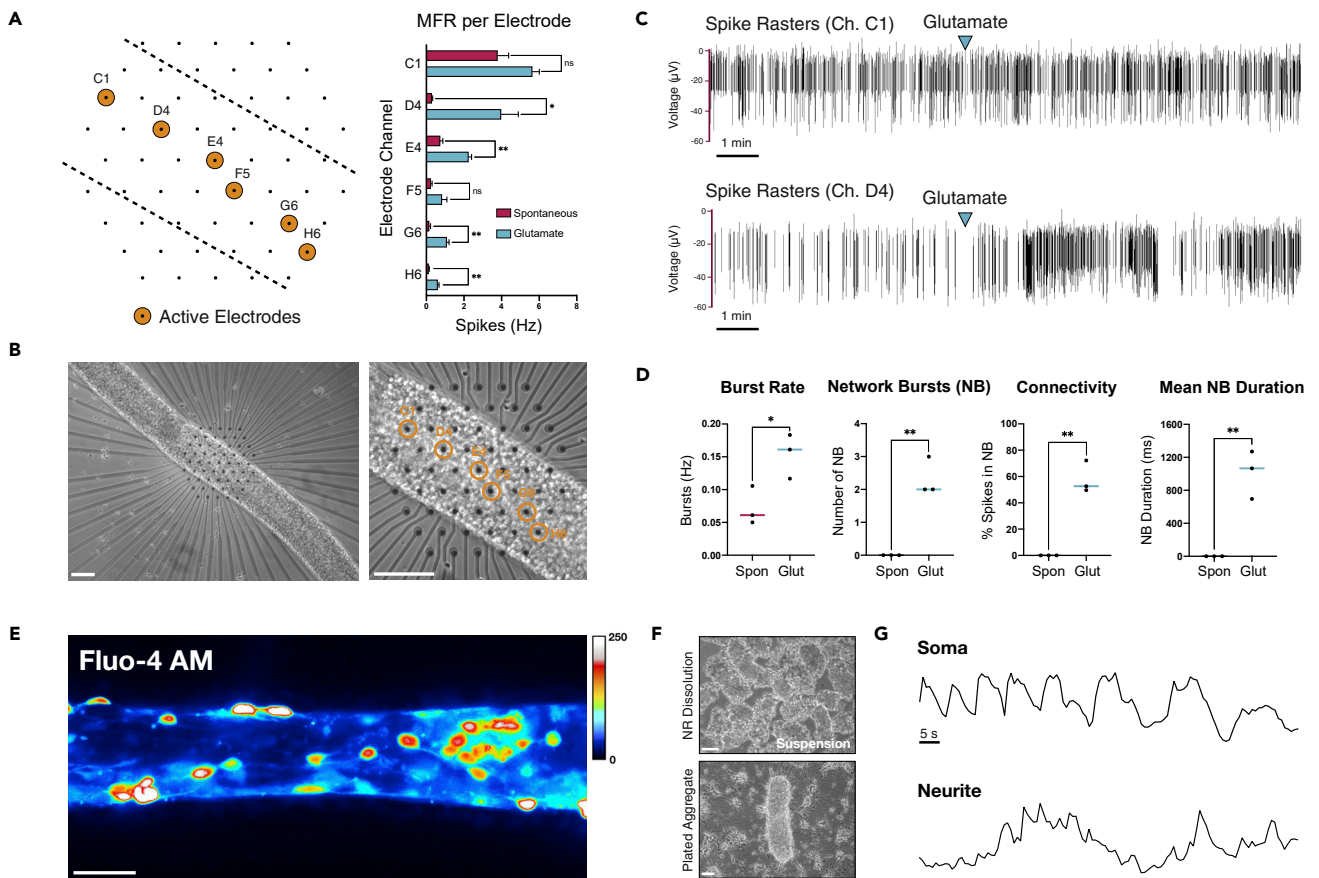 A
C1
D4
E4
F5
G6
H6
Active Electrodes
MFR per Electrode
Electrode Channel
C1
ns
D4
*
E4
**
F5
ns
G6
**
H6
**
Spontaneous
Glutamate
0 2 4 6 8
Spikes (Hz)
B
C1
D4
E4
F5
G6
H6
C
Spike Rasters (Ch. C1)
Glutamate
Voltage (µV)
0
-20
-40
-60
1 min
Spike Rasters (Ch. D4)
Glutamate
Voltage (µV)
0
-20
-40
-60
1 min
D
Burst Rate
Bursts (Hz)
0.20
0.15
0.10
0.05
0.00
*
Spon Glut
Network Bursts (NB)
Number of NB
4
3
2
1
0
**
Spon Glut
Connectivity
% Spikes in NB
100
80
60
40
20
0
**
Spon Glut
Mean NB Duration
NB Duration (ms)
1600
1200
800
400
0
**
Spon Glut
E
Fluo-4 AM
250
0
F
NR Dissolution
Suspension
Plated Aggregate
G
Soma
5 s
Neurite